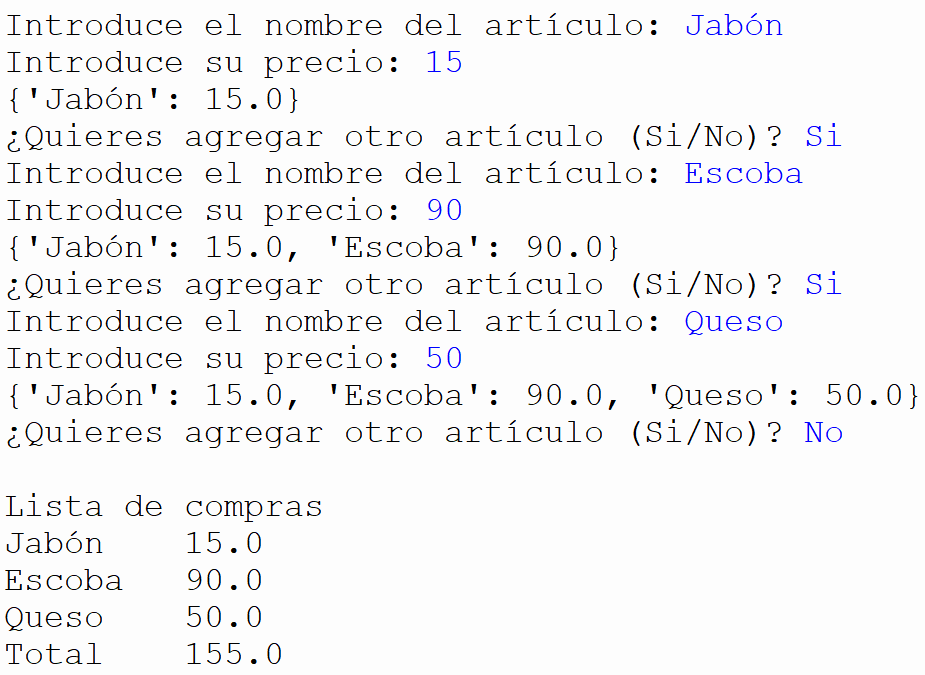 Introduce el nombre del artículo: Jabón
Introduce su precio: 15
{'Jabón': 15.0}
¿Quieres agregar otro artículo (Si/No)? Si
Introduce el nombre del artículo: Escoba
Introduce su precio: 90
{'Jabón': 15.0, 'Escoba': 90.0}
¿Quieres agregar otro artículo (Si/No)? Si
Introduce el nombre del artículo: Queso
Introduce su precio: 50
{'Jabón': 15.0, 'Escoba': 90.0, 'Queso': 50.0}
¿Quieres agregar otro artículo (Si/No)? No
Lista de compras
Jabón    15.0
Escoba   90.0
Queso    50.0
Total    155.0